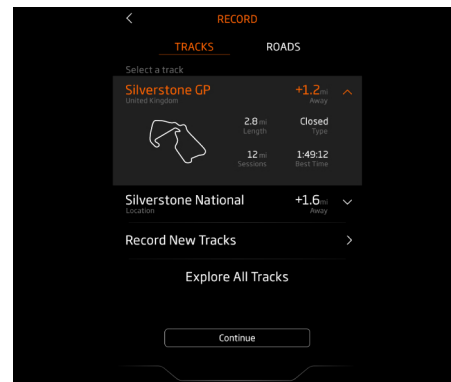 RECORD
TRACKS ROADS
Select a track
Silverstone GP +1.2mi
United Kingdom Away
2.8mi Closed
Length Type
12mi 1:49:12
Sessions Best Time
Silverstone National +1.6mi
Location Away
Record New Tracks
Explore All Tracks
Continue